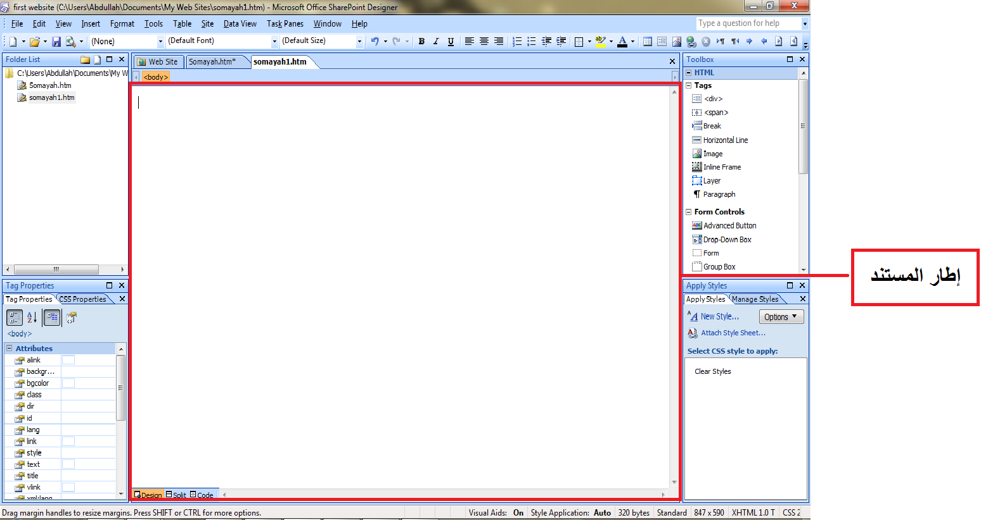 first website (C:\Users\Abdullah\Documents\My Web Sites\somayah1.htm) - Microsoft Office SharePoint Designer
File Edit View Insert Format Tools Table Site Data View Task Panes Window Help
Type a question for help
(None) (Default Font) (Default Size) B I U
Folder List
C:\Users\Abdullah\Documents\My W
Somayah.htm
somayah1.htm
Web Site Somayah.htm* somayah1.htm
<body>
Toolbox
HTML
Tags
<div>
<span>
Break
Horizontal Line
Image
Inline Frame
Layer
Paragraph
Form Controls
Advanced Button
Drop-Down Box
Form
Group Box
إطار المستند
Tag Properties
Tag Properties CSS Properties
<body>
Attributes
alink
backgr...
bgcolor
class
dir
id
lang
link
style
text
title
vlink
xml:lang
Apply Styles
Apply Styles Manage Styles
New Style...
Options
Attach Style Sheet...
Select CSS style to apply:
Clear Styles
Design Split Code
Drag margin handles to resize margins. Press SHIFT or CTRL for more options.
Visual Aids: On Style Application: Auto 320 bytes Standard 847 x 590 XHTML 1.0 T CSS 2